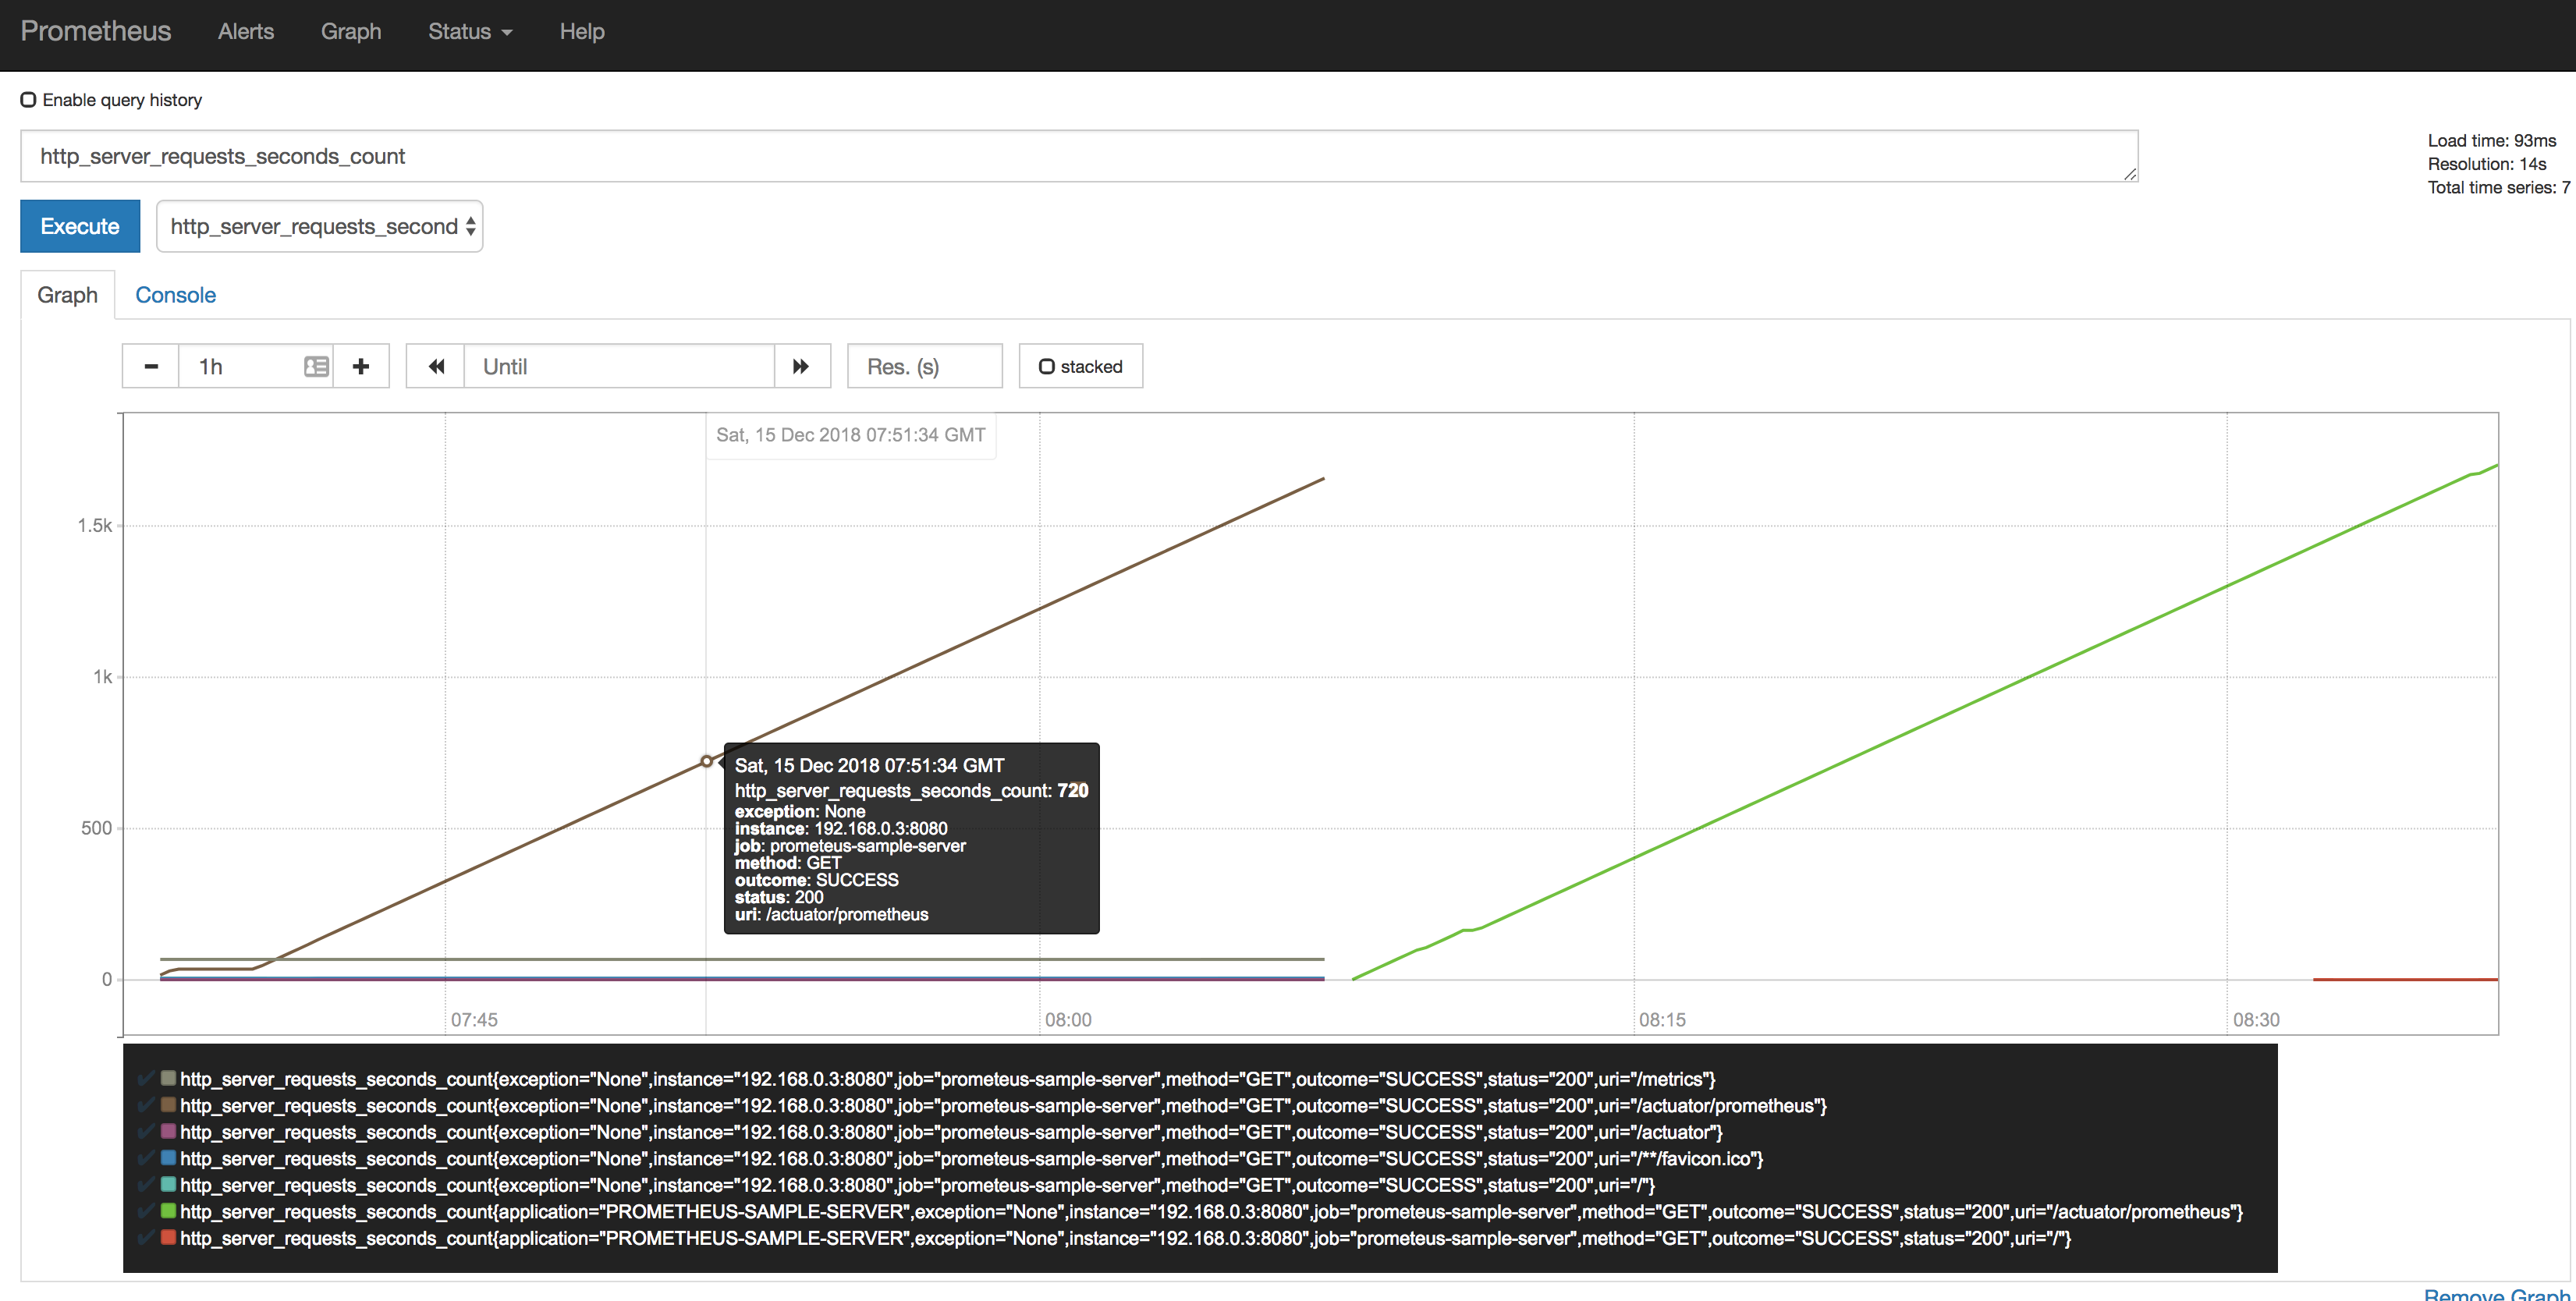 Prometheus Alerts Graph Status Help
Enable query history
http_server_requests_seconds_count
Load time: 93ms
Resolution: 14s
Total time series: 7
Execute http_server_requests_second
Graph Console
1h Until Res. (s) stacked
Sat, 15 Dec 2018 07:51:34 GMT
1.5k
1k
500
0
Sat, 15 Dec 2018 07:51:34 GMT
http_server_requests_seconds_count: 720
exception: None
instance: 192.168.0.3:8080
job: prometeus-sample-server
method: GET
outcome: SUCCESS
status: 200
uri: /actuator/prometheus
07:45 08:00 08:15 08:30
http_server_requests_seconds_count{exception="None",instance="192.168.0.3:8080",job="prometeus-sample-server",method="GET",outcome="SUCCESS",status="200",uri="/metrics"}
http_server_requests_seconds_count{exception="None",instance="192.168.0.3:8080",job="prometeus-sample-server",method="GET",outcome="SUCCESS",status="200",uri="/actuator/prometheus"}
http_server_requests_seconds_count{exception="None",instance="192.168.0.3:8080",job="prometeus-sample-server",method="GET",outcome="SUCCESS",status="200",uri="/actuator"}
http_server_requests_seconds_count{exception="None",instance="192.168.0.3:8080",job="prometeus-sample-server",method="GET",outcome="SUCCESS",status="200",uri="/**/favicon.ico"}
http_server_requests_seconds_count{exception="None",instance="192.168.0.3:8080",job="prometeus-sample-server",method="GET",outcome="SUCCESS",status="200",uri="/"}
http_server_requests_seconds_count{application="PROMETHEUS-SAMPLE-SERVER",exception="None",instance="192.168.0.3:8080",job="prometeus-sample-server",method="GET",outcome="SUCCESS",status="200",uri="/actuator/prometheus"}
http_server_requests_seconds_count{application="PROMETHEUS-SAMPLE-SERVER",exception="None",instance="192.168.0.3:8080",job="prometeus-sample-server",method="GET",outcome="SUCCESS",status="200",uri="/"}
Remove Graph